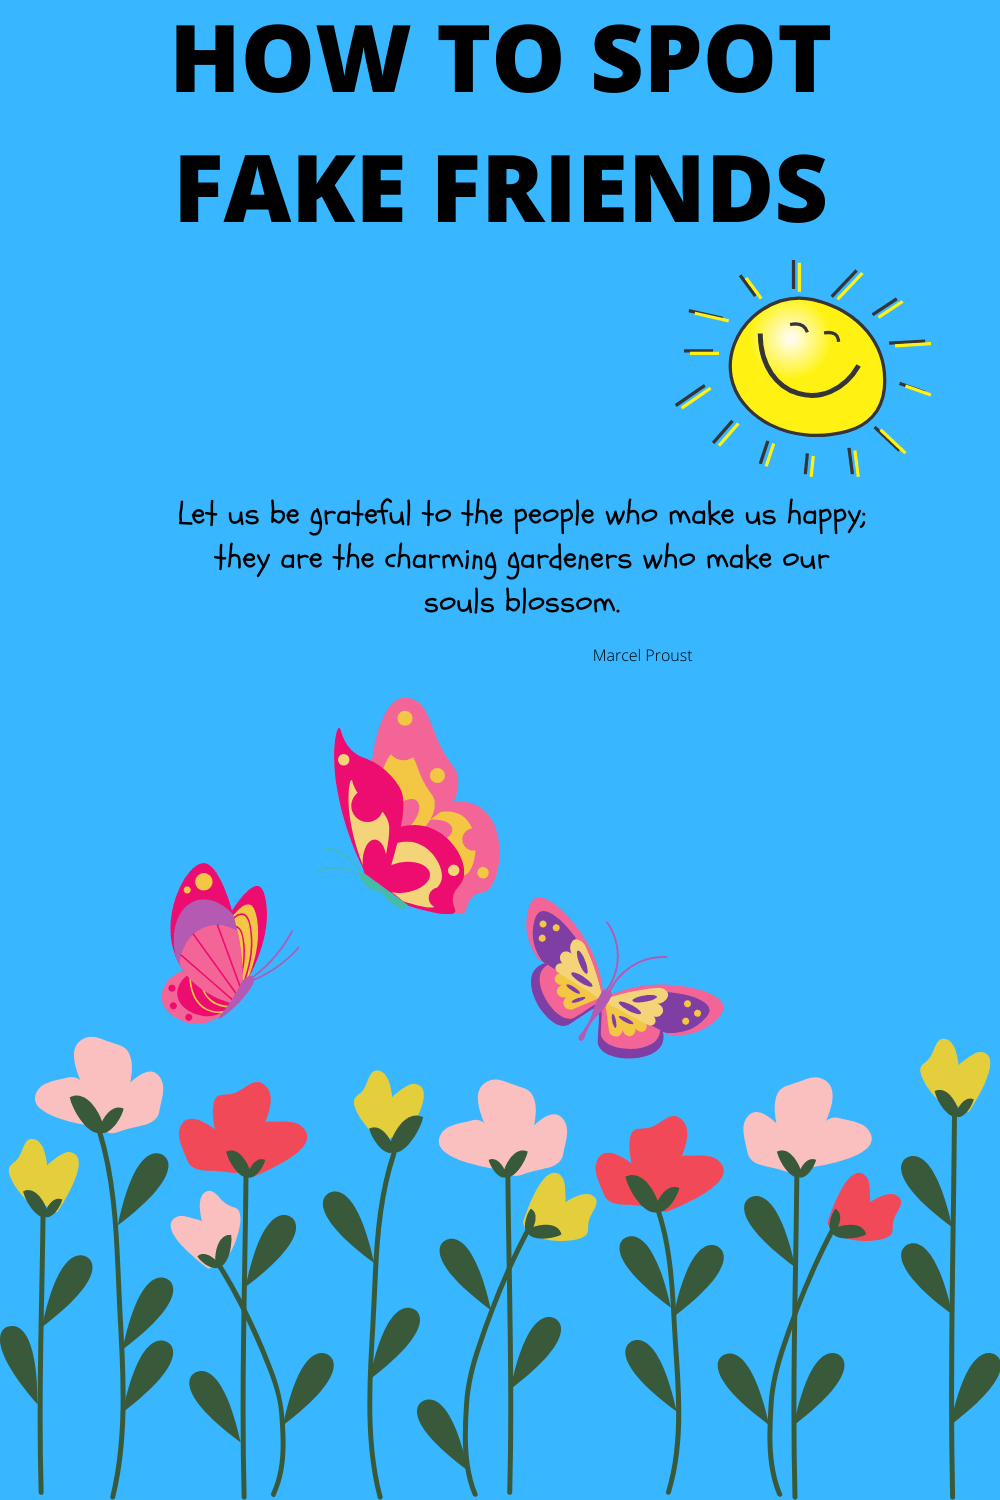 HOW TO SPOT
FAKE FRIENDS
Let us be grateful to the people who make us happy;
they are the charming gardeners who make our
souls blossom.
Marcel Proust